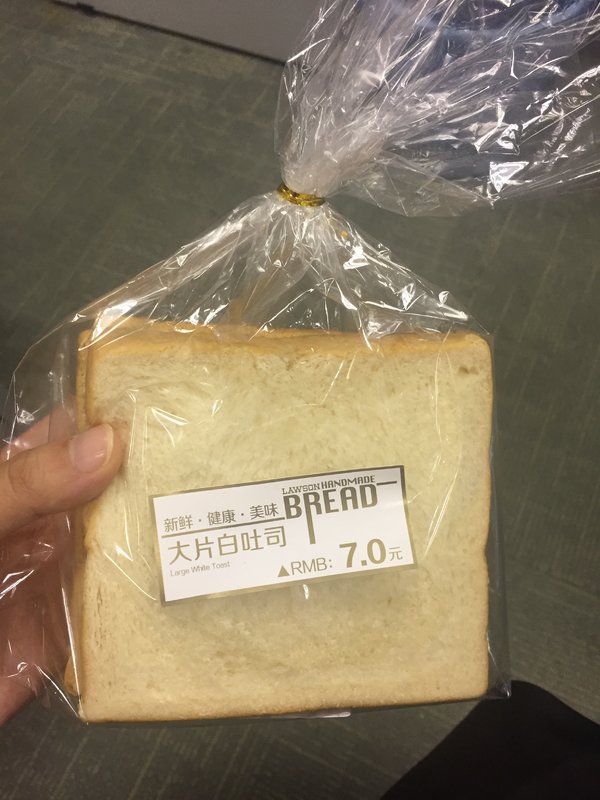 LAWSON HANDMADE
新鲜·健康·美味 BREAD
大片白吐司
Large White Toast
▲RMB: 7.0元